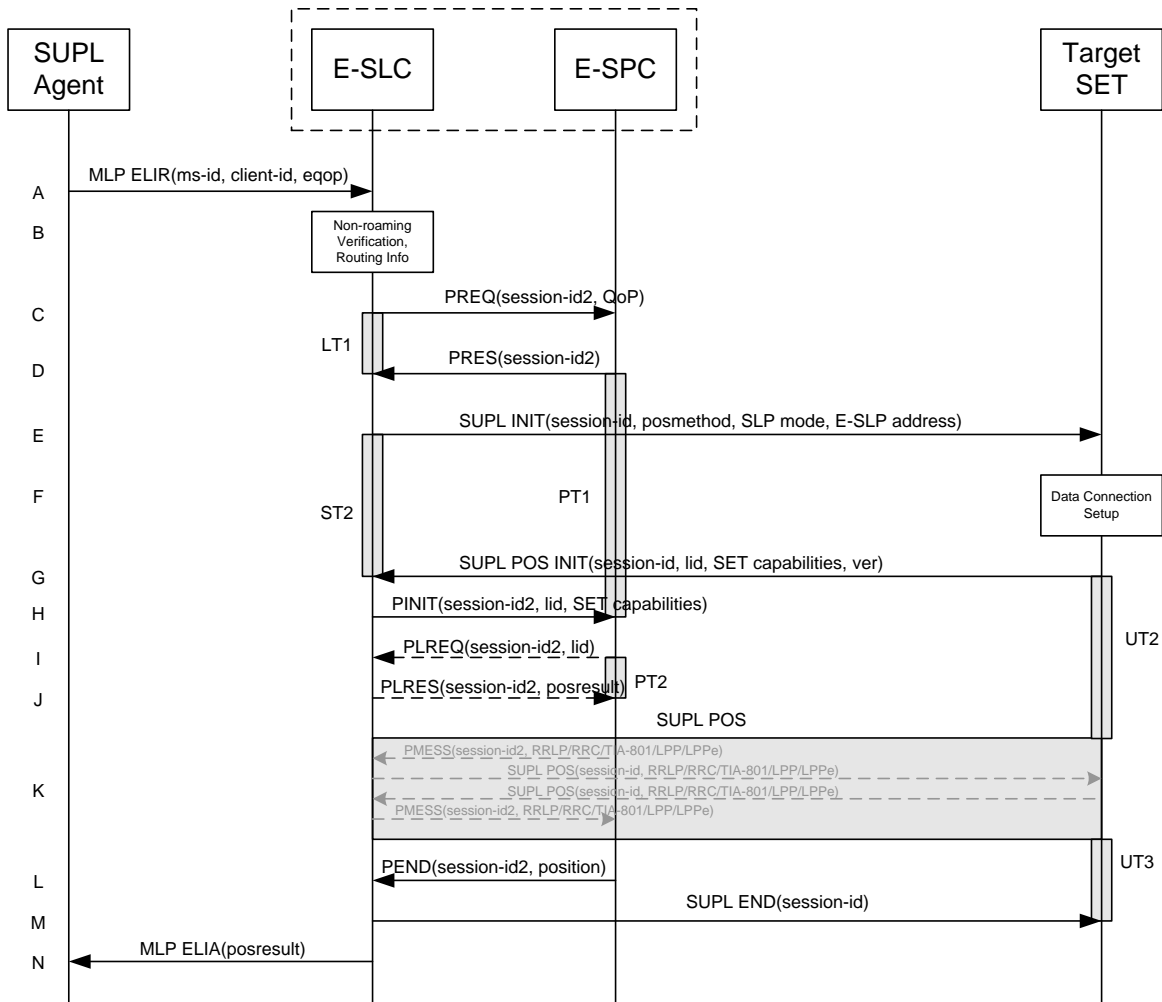 SUPL
Agent
E-SLC
E-SPC
Target
SET
A
MLP ELIR(ms-id, client-id, eqop)
B
Non-roaming
Verification,
Routing Info
C
PREQ(session-id2, QoP)
LT1
D
PRES(session-id2)
E
SUPL INIT(session-id, posmethod, SLP mode, E-SLP address)
F
ST2
PT1
Data Connection
Setup
G
SUPL POS INIT(session-id, lid, SET capabilities, ver)
H
PINIT(session-id2, lid, SET capabilities)
UT2
I
PLREQ(session-id2, lid)
PT2
J
PLRES(session-id2, posresult)
SUPL POS
PMESS(session-id2, RRLP/RRC/TIA-801/LPP/LPPe)
SUPL POS(session-id, RRLP/RRC/TIA-801/LPP/LPPe)
K
SUPL POS(session-id, RRLP/RRC/TIA-801/LPP/LPPe)
PMESS(session-id2, RRLP/RRC/TIA-801/LPP/LPPe)
UT3
L
PEND(session-id2, position)
M
SUPL END(session-id)
N
MLP ELIA(posresult)